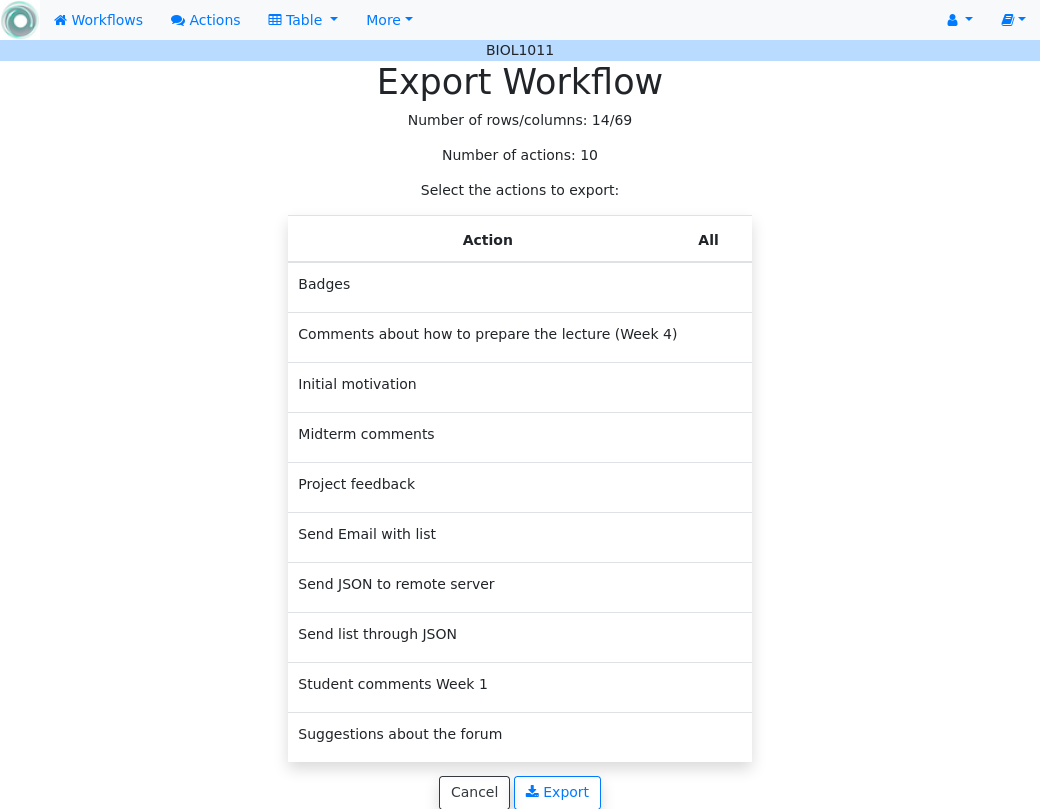 Workflows Actions Table More
BIOL1011
Export Workflow
Number of rows/columns: 14/69
Number of actions: 10
Select the actions to export:
Action All
Badges
Comments about how to prepare the lecture (Week 4)
Initial motivation
Midterm comments
Project feedback
Send Email with list
Send JSON to remote server
Send list through JSON
Student comments Week 1
Suggestions about the forum
Cancel Export